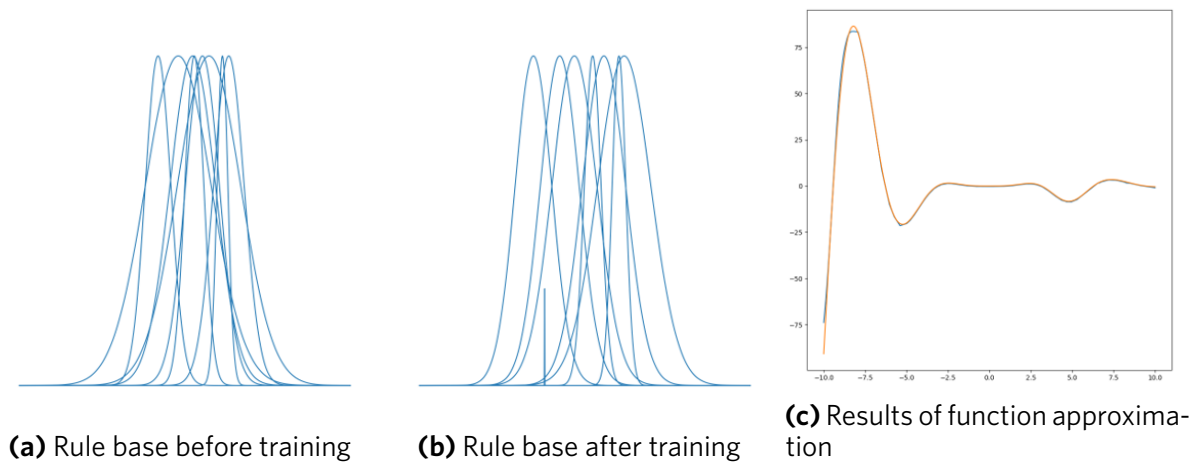 75
50
25
0
−25
−50
−75
−10.0 −7.5 −5.0 −2.5 0.0 2.5 5.0 7.5 10.0
(a) Rule base before training
(b) Rule base after training
(c) Results of function approxima-
tion